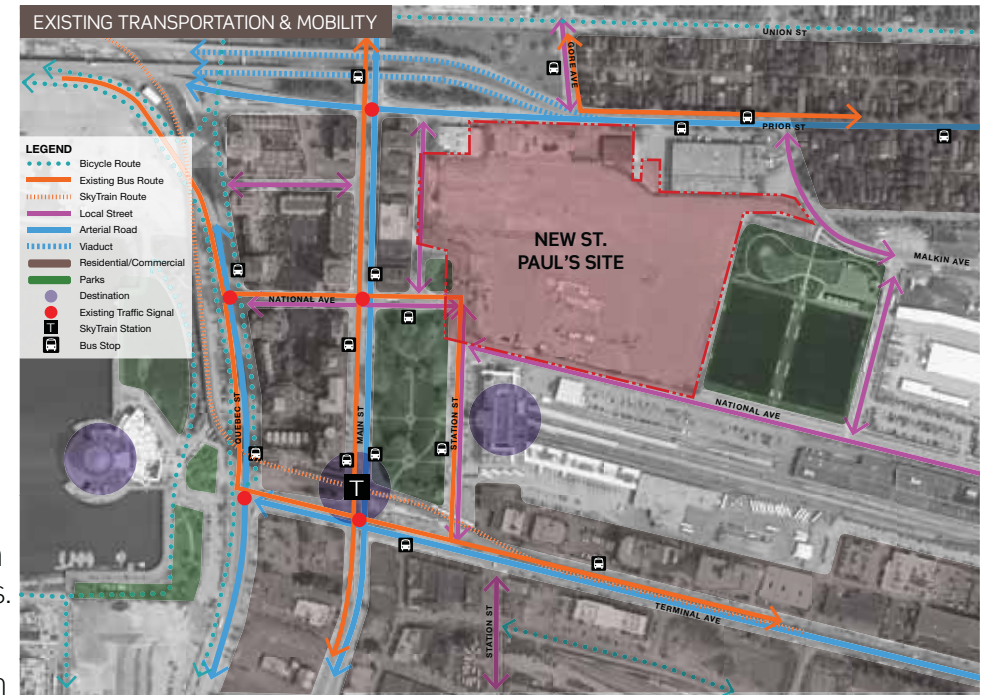 EXISTING TRANSPORTATION & MOBILITY
UNION ST
GORE AVE
PRIOR ST
LEGEND
Bicycle Route
Existing Bus Route
SkyTrain Route
Local Street
Arterial Road
Viaduct
Residential/Commercial
Parks
Destination
Existing Traffic Signal
T
SkyTrain Station
Bus Stop
NEW ST.
PAUL'S SITE
MALKIN AVE
NATIONAL AVE
NATIONAL AVE
QUEBEC ST
MAIN ST
STATION ST
T
TERMINAL AVE
STATION ST
s.